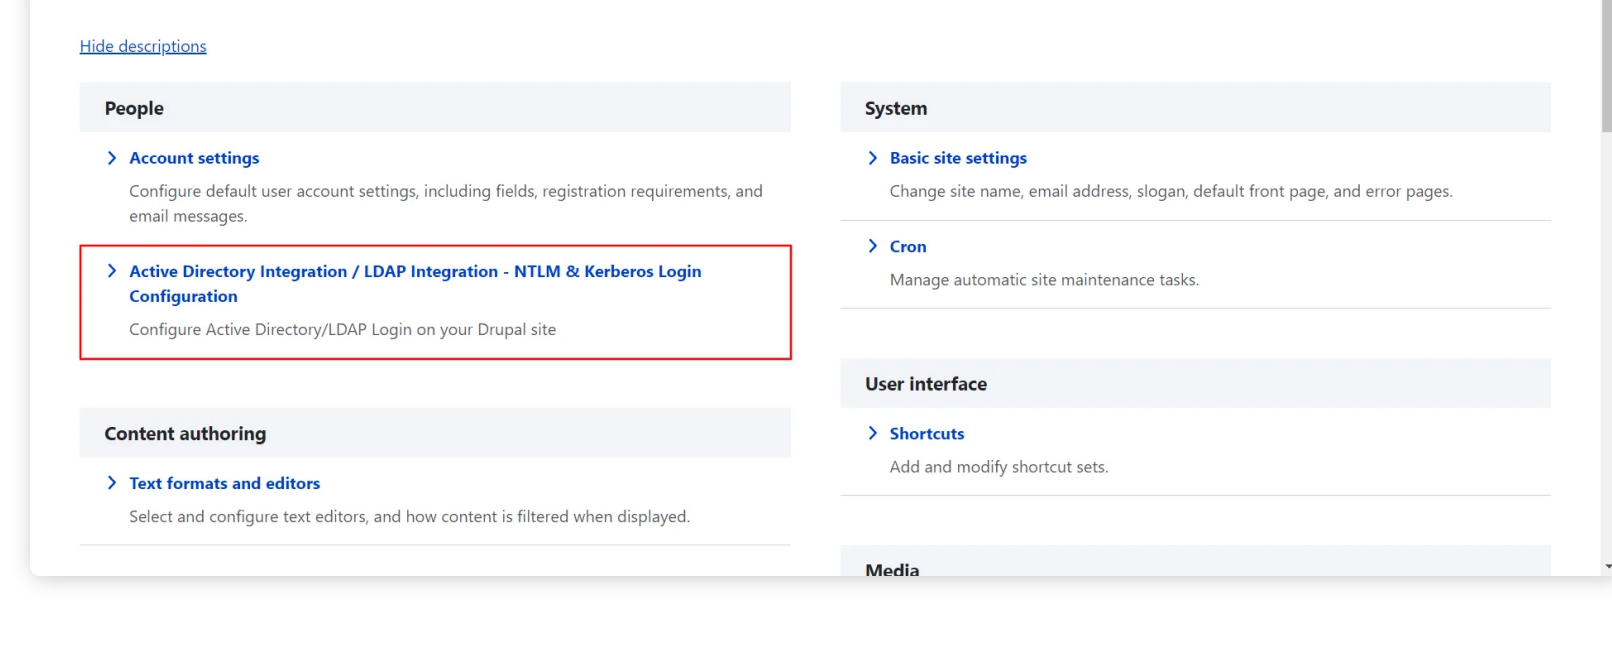 Hide descriptions
People
Account settings
Configure default user account settings, including fields, registration requirements, and
email messages.
Active Directory Integration / LDAP Integration - NTLM & Kerberos Login
Configuration
Configure Active Directory/LDAP Login on your Drupal site
Content authoring
Text formats and editors
Select and configure text editors, and how content is filtered when displayed.
System
Basic site settings
Change site name, email address, slogan, default front page, and error pages.
Cron
Manage automatic site maintenance tasks.
User interface
Shortcuts
Add and modify shortcut sets.
Media